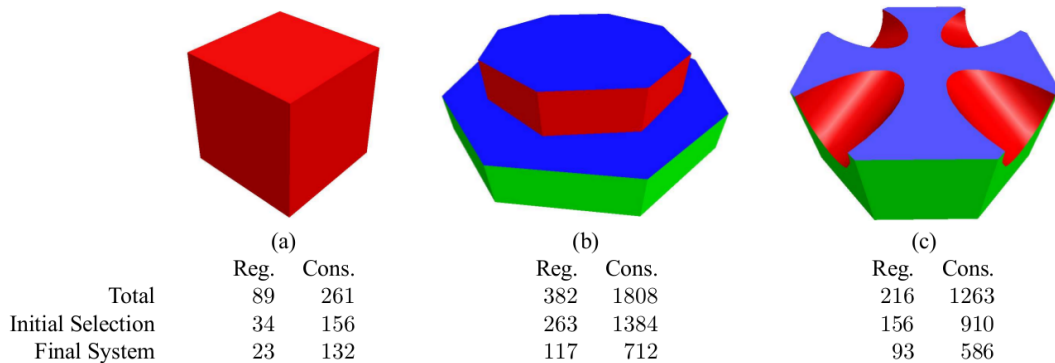 (a) (b) (c)
Reg. Cons. Reg. Cons. Reg. Cons.
Total 89 261 382 1808 216 1263
Initial Selection 34 156 263 1384 156 910
Final System 23 132 117 712 93 586